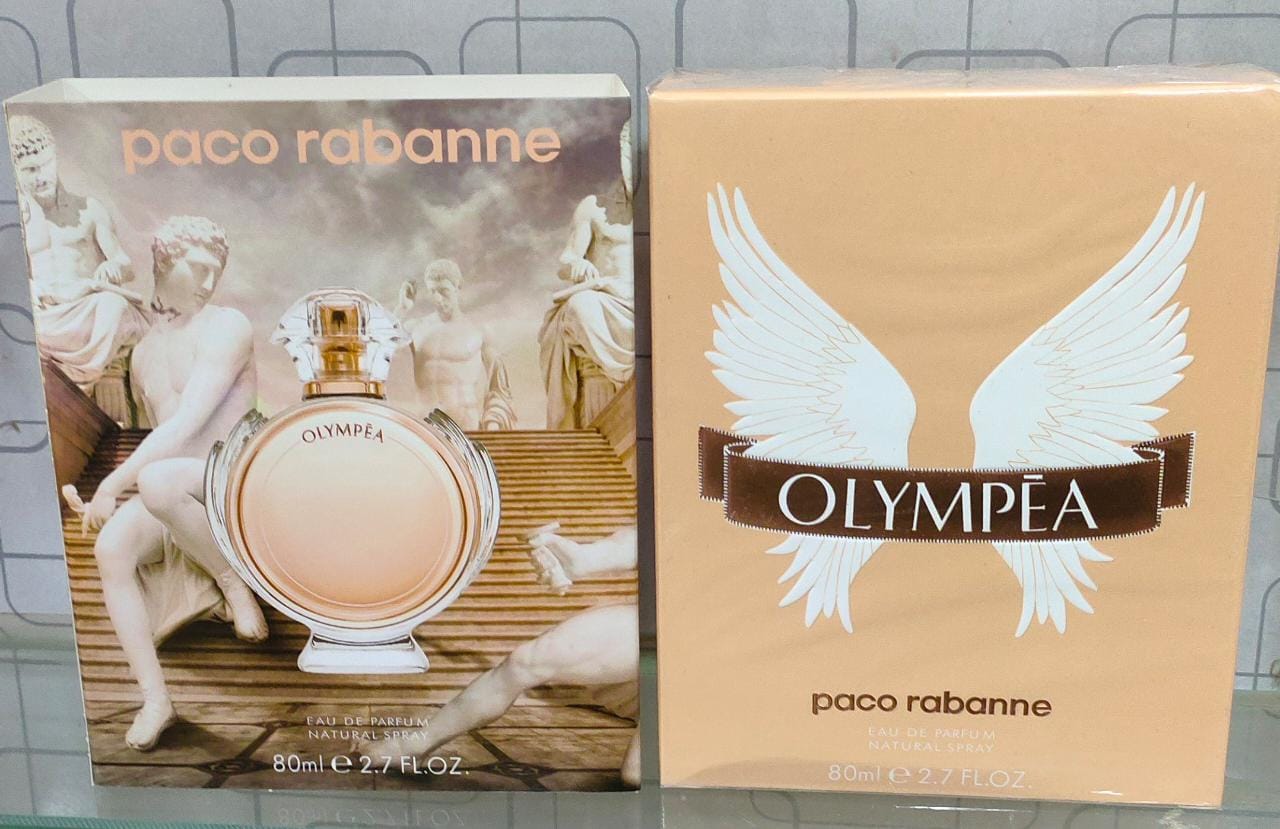 paco rabanne
OLYMPĒA
EAU DE PARFUM
NATURAL SPRAY
80ml ℮ 2.7 FL.OZ.
OLYMPĒA
paco rabanne
EAU DE PARFUM
NATURAL SPRAY
80ml ℮ 2.7 FL.OZ.